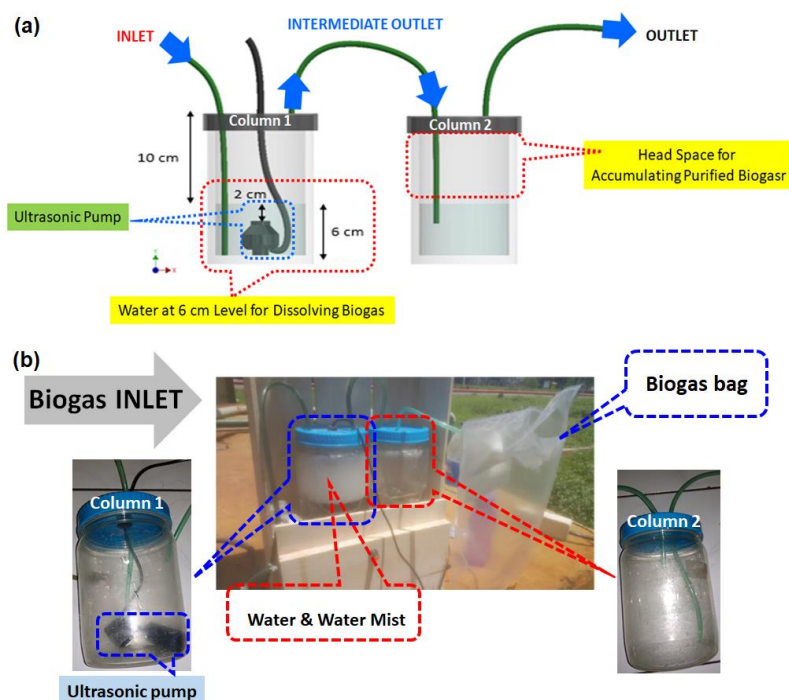 (a)
INLET
INTERMEDIATE OUTLET
OUTLET
Column 1
Column 2
10 cm
Head Space for
Accumulating Purified Biogasr
2 cm
Ultrasonic Pump
6 cm
Y
X
Water at 6 cm Level for Dissolving Biogas
(b)
Biogas INLET
Biogas bag
Column 1
Column 2
Water & Water Mist
Ultrasonic pump